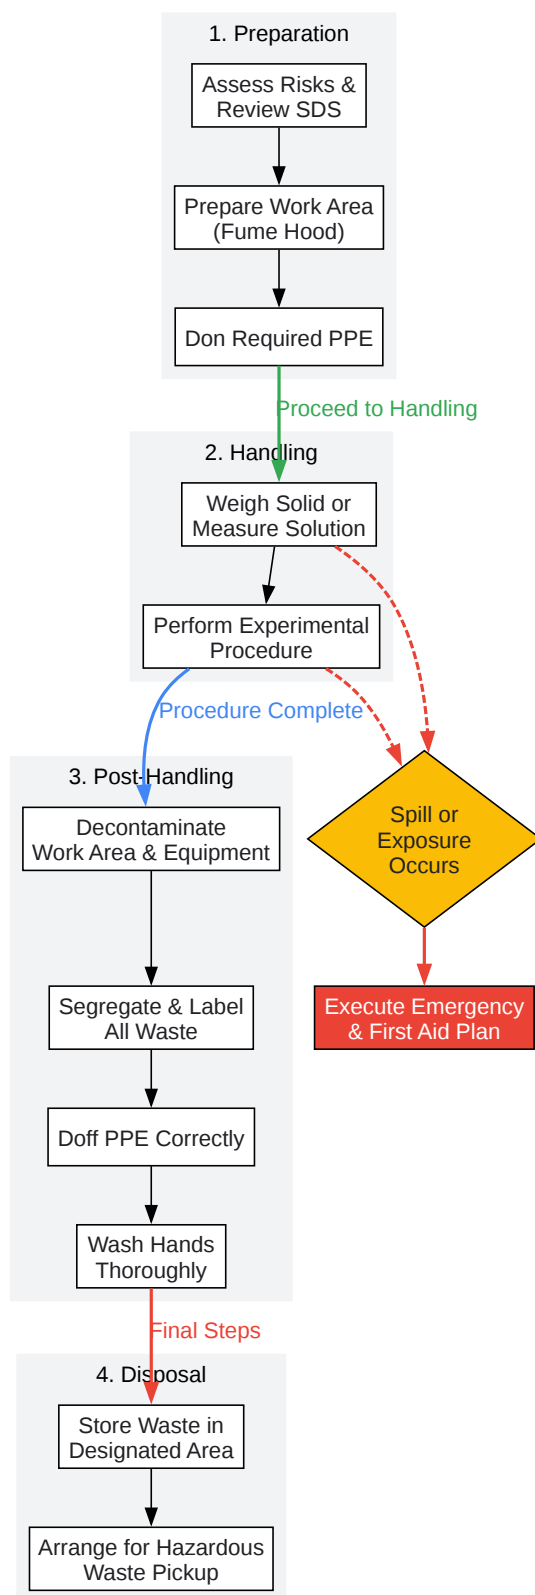 1. Preparation
Assess Risks &
Review SDS
Prepare Work Area
(Fume Hood)
Don Required PPE
Proceed to Handling
2. Handling
Weigh Solid or
Measure Solution
Perform Experimental
Procedure
Procedure Complete
3. Post-Handling
Decontaminate
Work Area & Equipment
Spill or
Exposure
Occurs
Segregate & Label
All Waste
Execute Emergency
& First Aid Plan
Doff PPE Correctly
Wash Hands
Thoroughly
Final Steps
4. Disposal
Store Waste in
Designated Area
Arrange for Hazardous
Waste Pickup